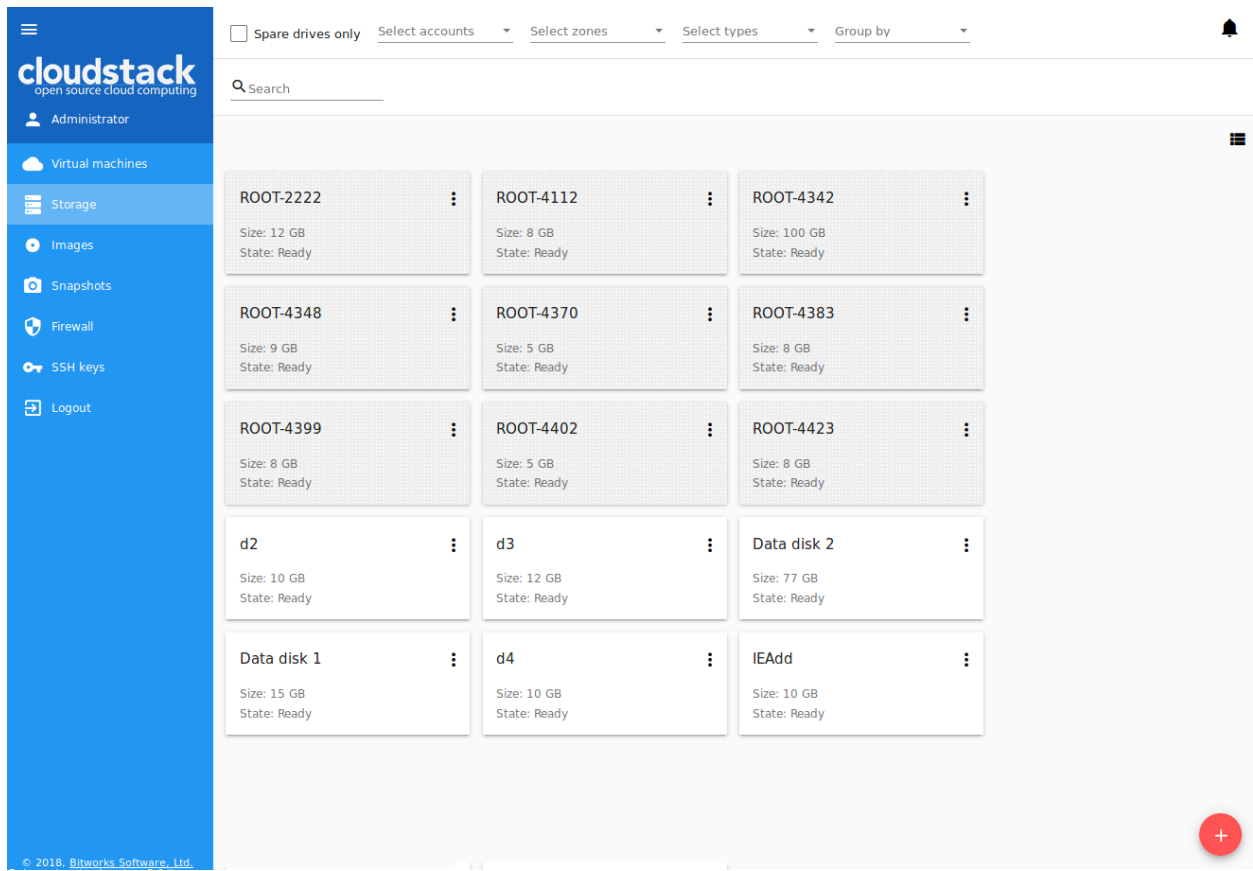 Spare drives only
Select accounts
Select zones
Select types
Group by
cloudstack
open source cloud computing
Search
Administrator
Virtual machines
Storage
Images
Snapshots
Firewall
SSH keys
Logout
ROOT-2222
Size: 12 GB
State: Ready
ROOT-4112
Size: 8 GB
State: Ready
ROOT-4342
Size: 100 GB
State: Ready
ROOT-4348
Size: 9 GB
State: Ready
ROOT-4370
Size: 5 GB
State: Ready
ROOT-4383
Size: 8 GB
State: Ready
ROOT-4399
Size: 8 GB
State: Ready
ROOT-4402
Size: 5 GB
State: Ready
ROOT-4423
Size: 8 GB
State: Ready
d2
Size: 10 GB
State: Ready
d3
Size: 12 GB
State: Ready
Data disk 2
Size: 77 GB
State: Ready
Data disk 1
Size: 15 GB
State: Ready
d4
Size: 10 GB
State: Ready
IEAdd
Size: 10 GB
State: Ready
© 2018, Bitworks Software, Ltd.